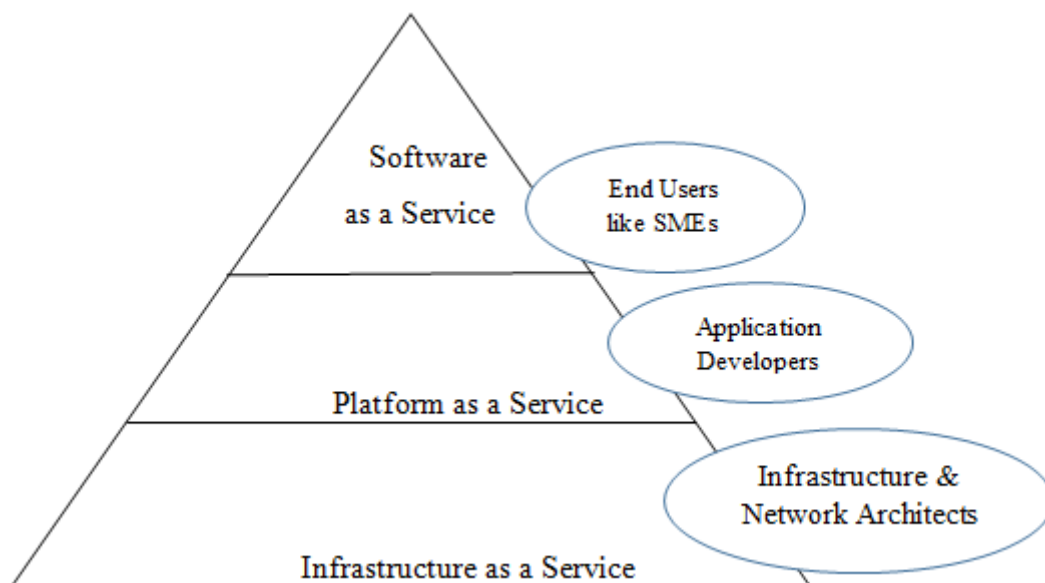 Software
as a Service
End Users
like SMEs
Application
Developers
Platform as a Service
Infrastructure &
Network Architects
Infrastructure as a Service